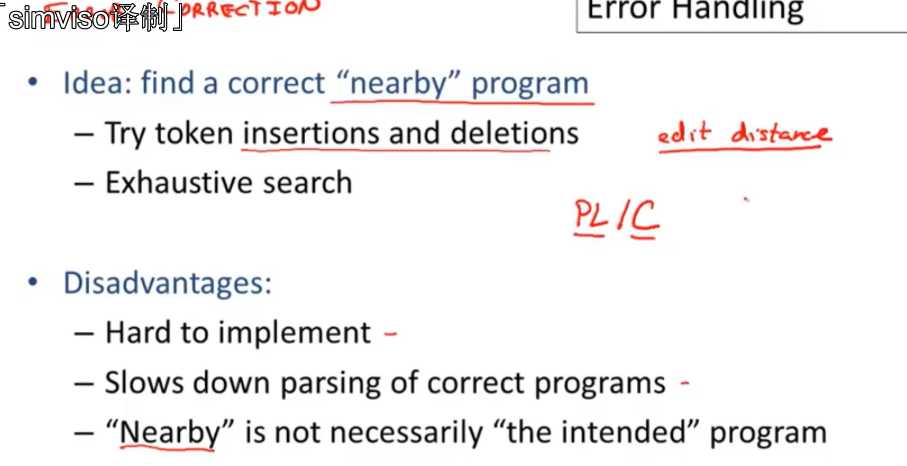 「simviso译制」 CORRECTION
Error Handling
• Idea: find a correct “nearby” program
– Try token insertions and deletions edit distance
– Exhaustive search
PL/C
• Disadvantages:
– Hard to implement -
– Slows down parsing of correct programs -
– “Nearby” is not necessarily “the intended” program